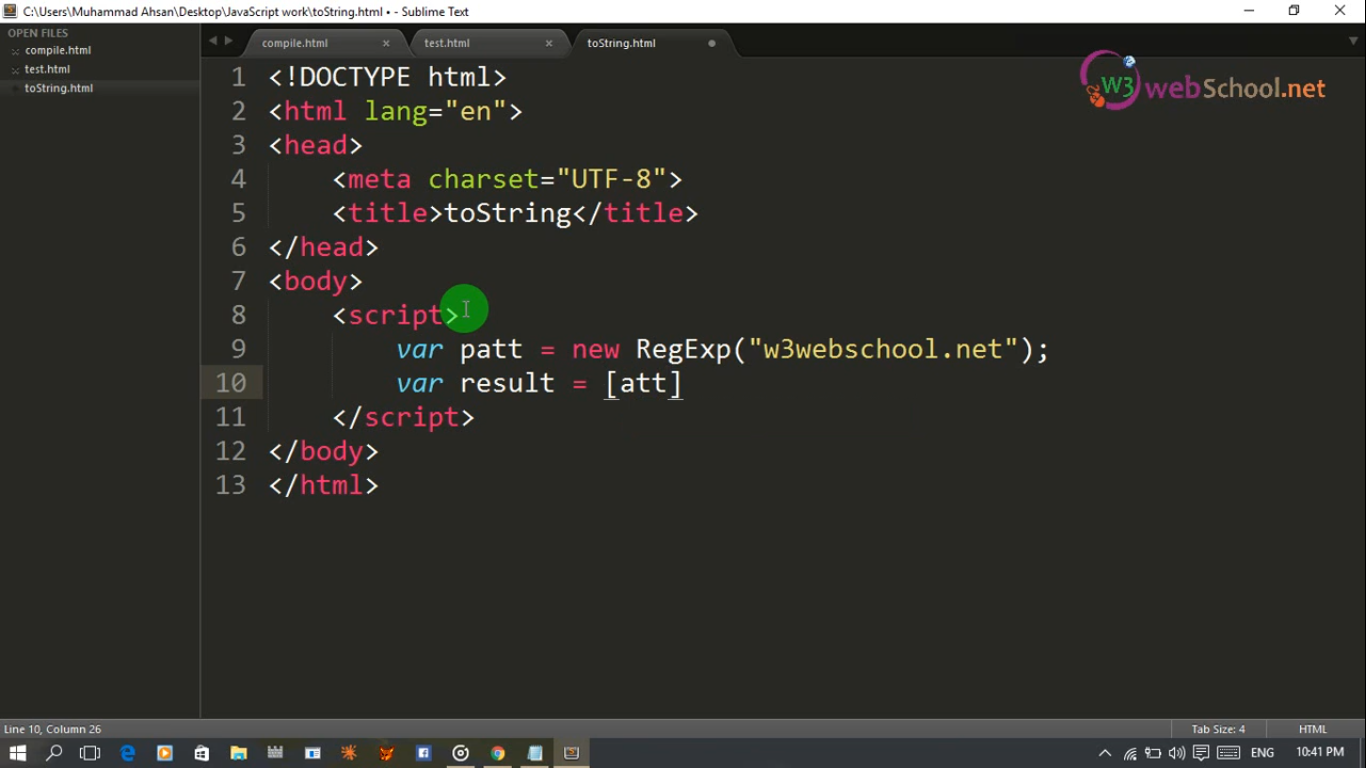 C:\Users\Muhammad Ahsan\Desktop\JavaScript work\toString.html • - Sublime Text
OPEN FILES
compile.html
test.html
toString.html
compile.html × test.html × toString.html
W3 webSchool.net
1 <!DOCTYPE html>
2 <html lang="en">
3 <head>
4 <meta charset="UTF-8">
5 <title>toString</title>
6 </head>
7 <body>
8 <script>
9 var patt = new RegExp("w3webschool.net");
10 var result = [att]
11 </script>
12 </body>
13 </html>
Line 10, Column 26 Tab Size: 4 HTML
ENG 10:41 PM